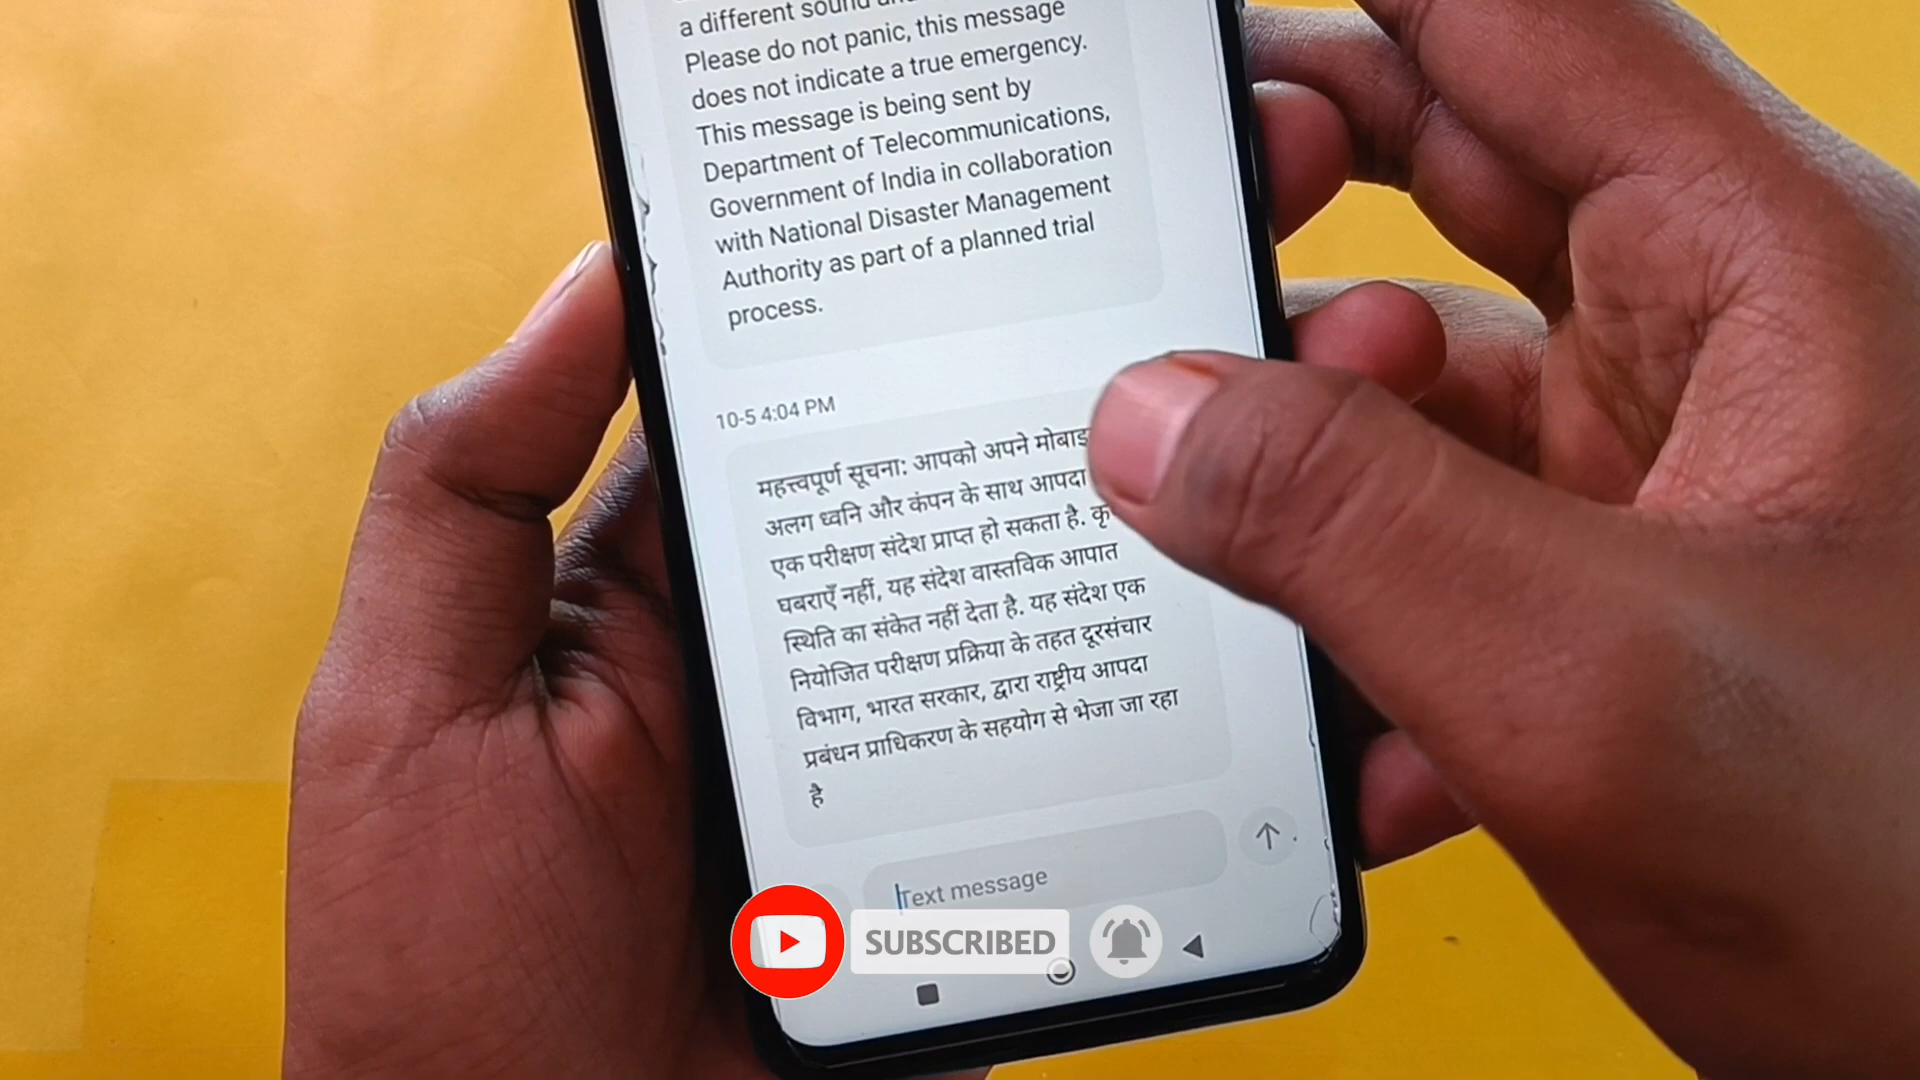 a different sound
Please do not panic, this message
does not indicate a true emergency.
This message is being sent by
Department of Telecommunications,
Government of India in collaboration
with National Disaster Management
Authority as part of a planned trial
process.
10-5 4:04 PM
महत्त्वपूर्ण सूचना: आपको अपने
अलग ध्वनि और कंपन के साथ आपदा
एक परीक्षण संदेश प्राप्त हो सकता है.
घबराएँ नहीं, यह संदेश वास्तविक आपात
स्थिति का संकेत नहीं देता है. यह संदेश एक
नियोजित परीक्षण प्रक्रिया के तहत दूरसंचार
विभाग, भारत सरकार, द्वारा राष्ट्रीय आपदा
प्रबंधन प्राधिकरण के सहयोग से भेजा जा रहा
है
Text message
SUBSCRIBED